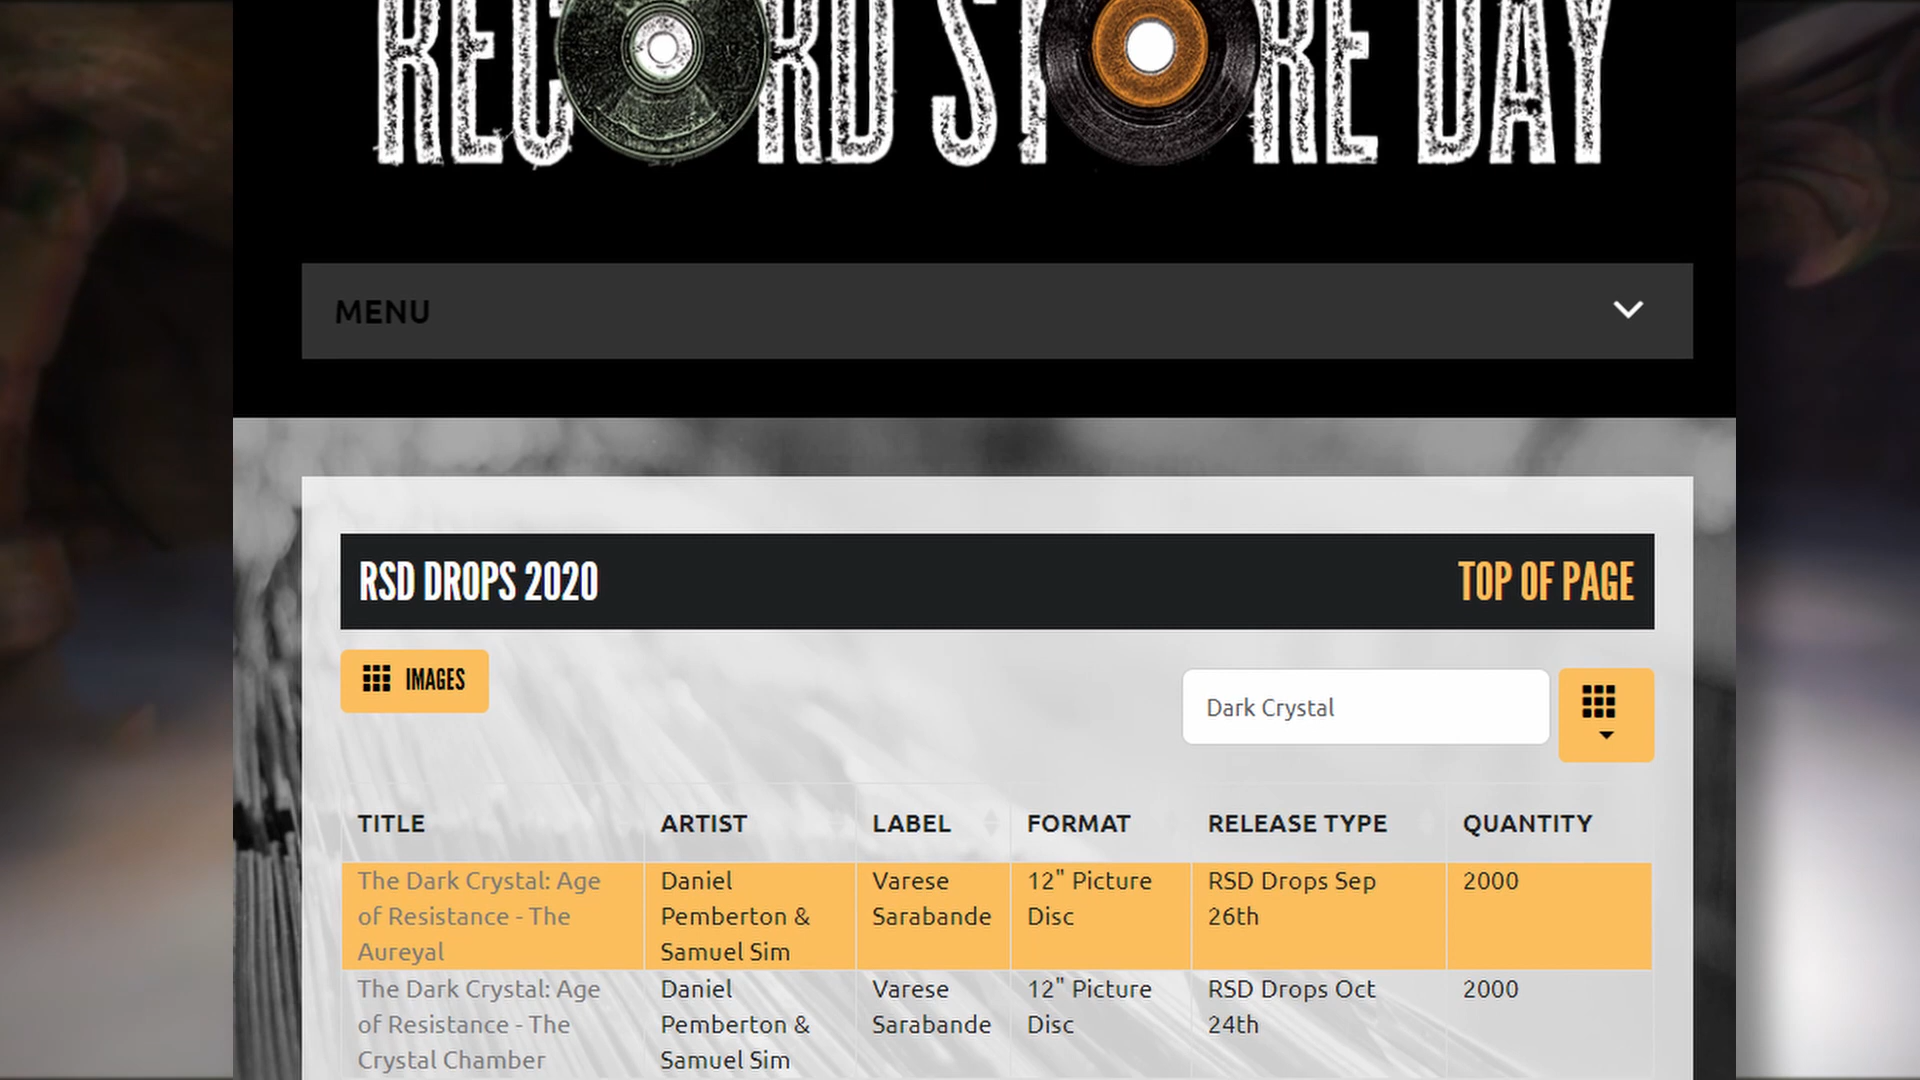 RECORD STORE DAY
MENU
RSD DROPS 2020
TOP OF PAGE
IMAGES
Dark Crystal
TITLE ARTIST LABEL FORMAT RELEASE TYPE QUANTITY
The Dark Crystal: Age Daniel Varese 12" Picture RSD Drops Sep 2000
of Resistance - The Pemberton & Sarabande Disc 26th
Aureyal Samuel Sim
The Dark Crystal: Age Daniel Varese 12" Picture RSD Drops Oct 2000
of Resistance - The Pemberton & Sarabande Disc 24th
Crystal Chamber Samuel Sim